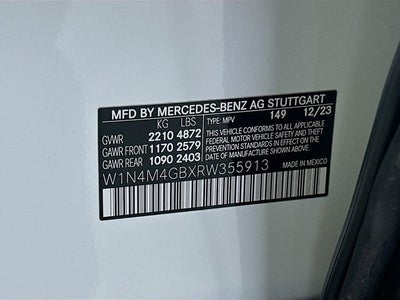 MFD BY MERCEDES-BENZ AG STUTTGART
KG LBS TYPE: MPV 149 12/23
GVWR 2210 4872
GAWR FRONT 1170 2579
GAWR REAR 1090 2403
THIS VEHICLE CONFORMS TO ALL APPLICABLE
FEDERAL MOTOR VEHICLE SAFETY AND THEFT
PREVENTION STANDARDS IN EFFECT ON THE
DATE OF MANUFACTURE SHOWN ABOVE.
MADE IN MEXICO
W1N4M4GBXRW355913